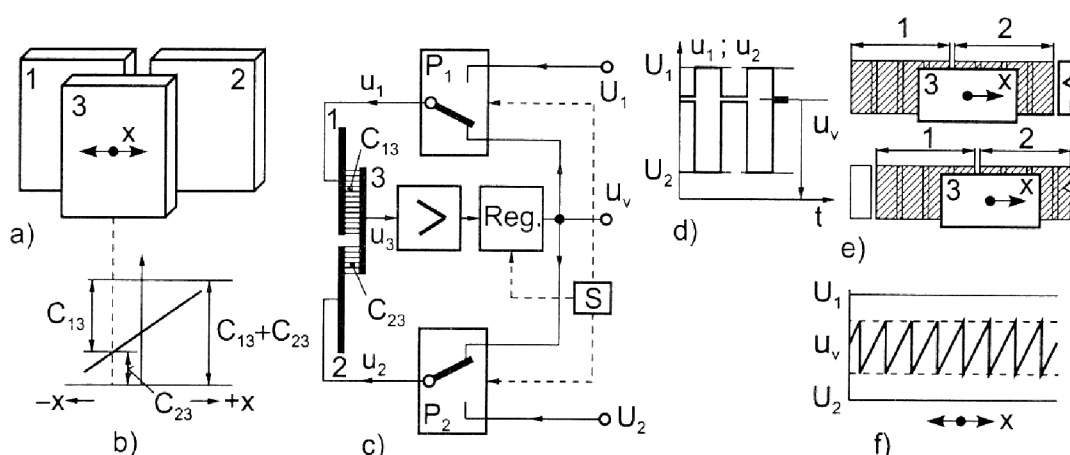 1
2
3
x
a)
C13
C13+C23
C23
–x
+x
b)
P1
U1
u1
1
C13
3
>
Reg.
uv
u3
C23
S
2
u2
P2
U2
c)
u1 ; u2
U1
uv
U2
t
d)
1
2
3
x
1
2
3
x
e)
U1
uv
U2
x
f)